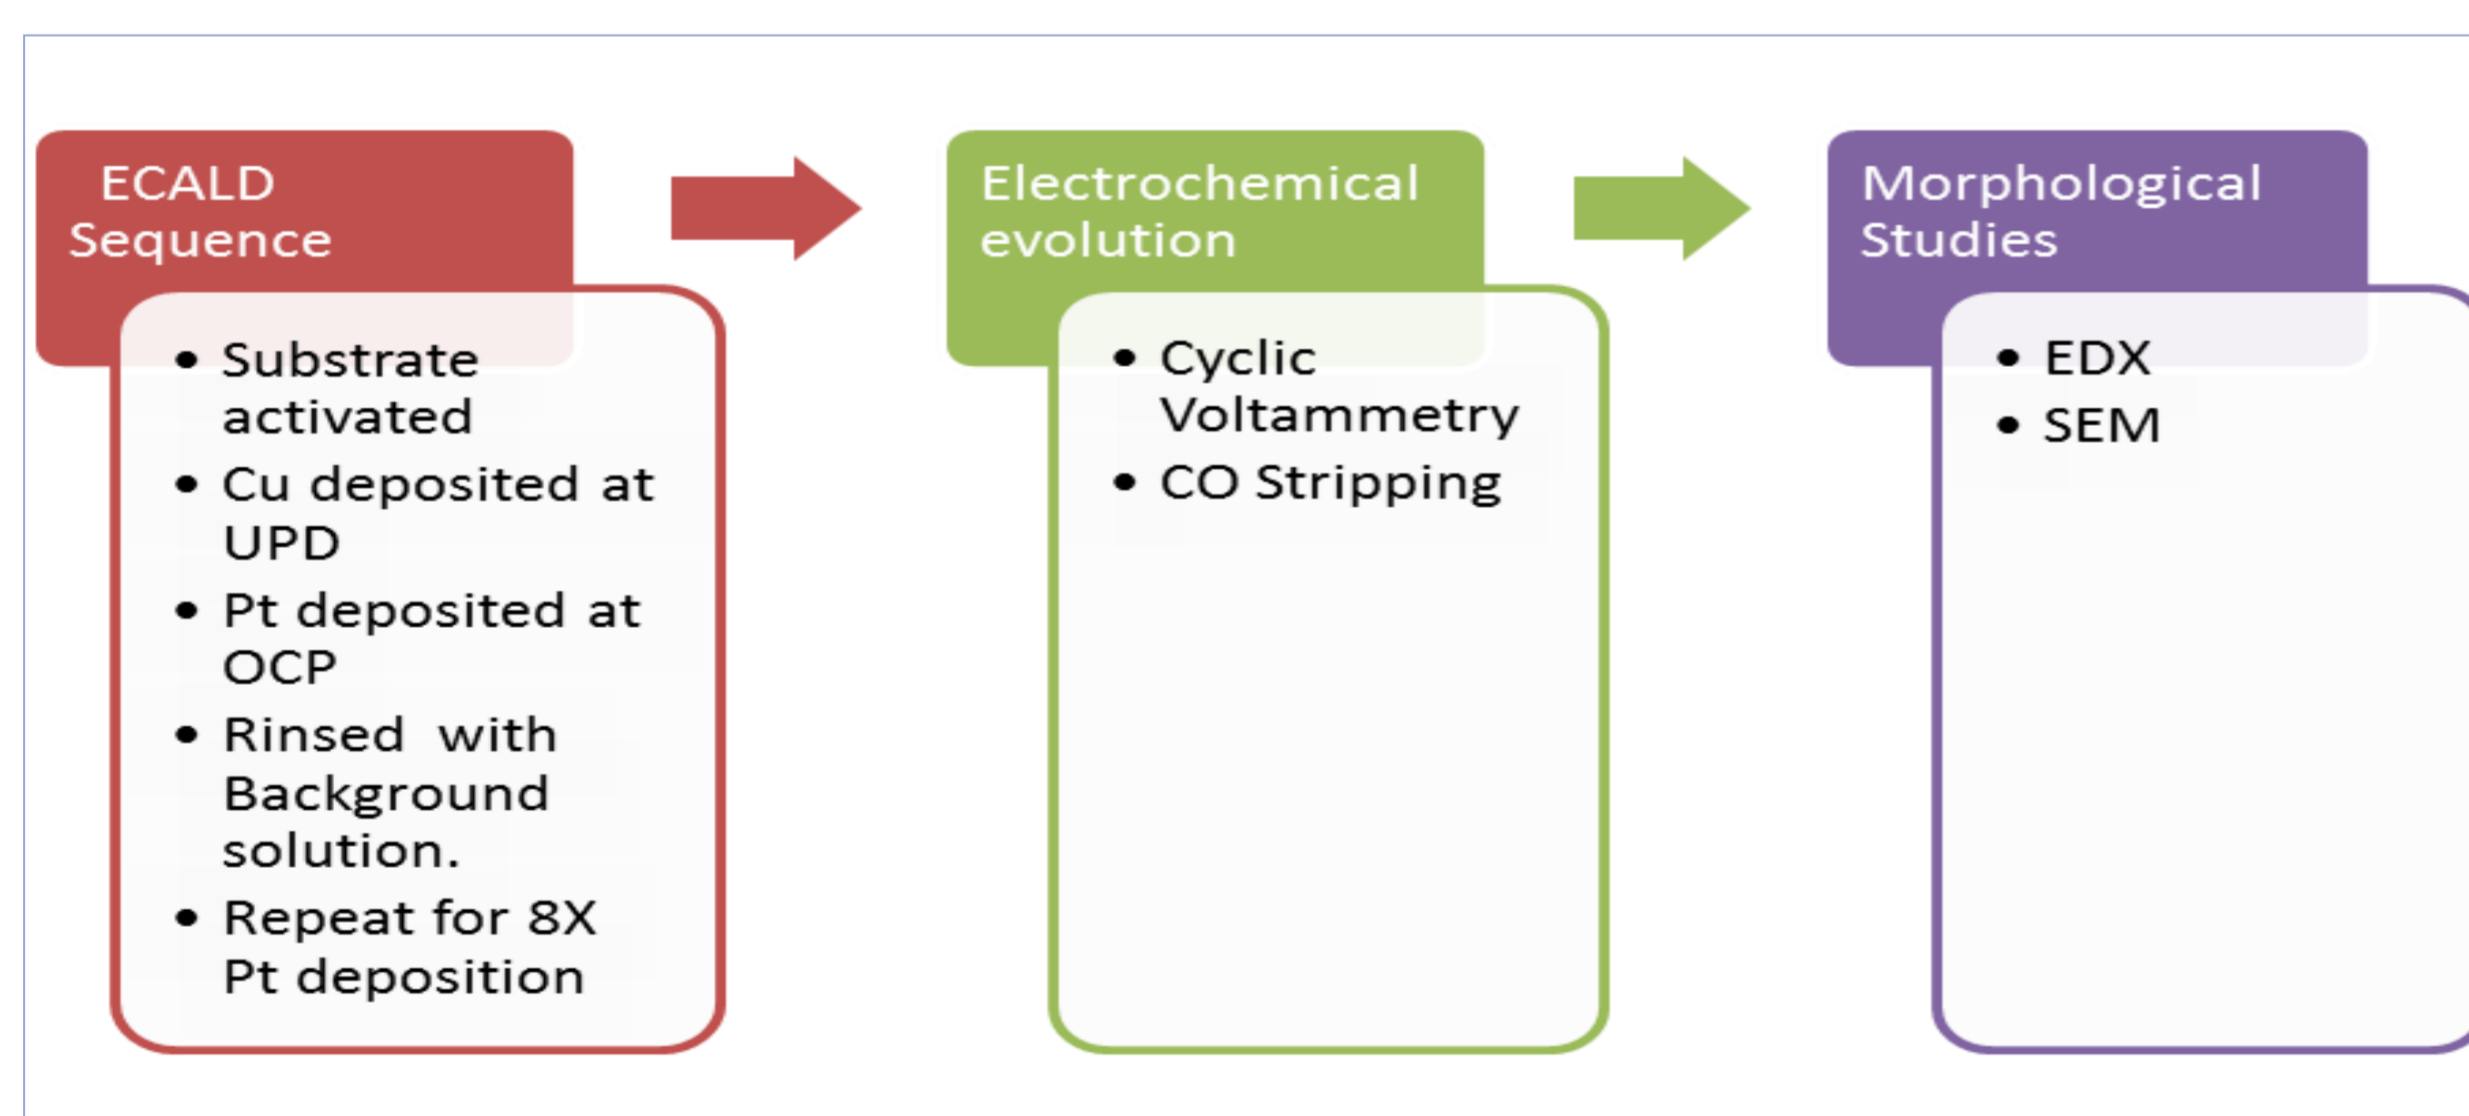 ECALD
Sequence
• Substrate
activated
• Cu deposited at
UPD
• Pt deposited at
OCP
• Rinsed with
Background
solution.
• Repeat for 8X
Pt deposition
Electrochemical
evolution
• Cyclic
Voltammetry
• CO Stripping
Morphological
Studies
• EDX
• SEM